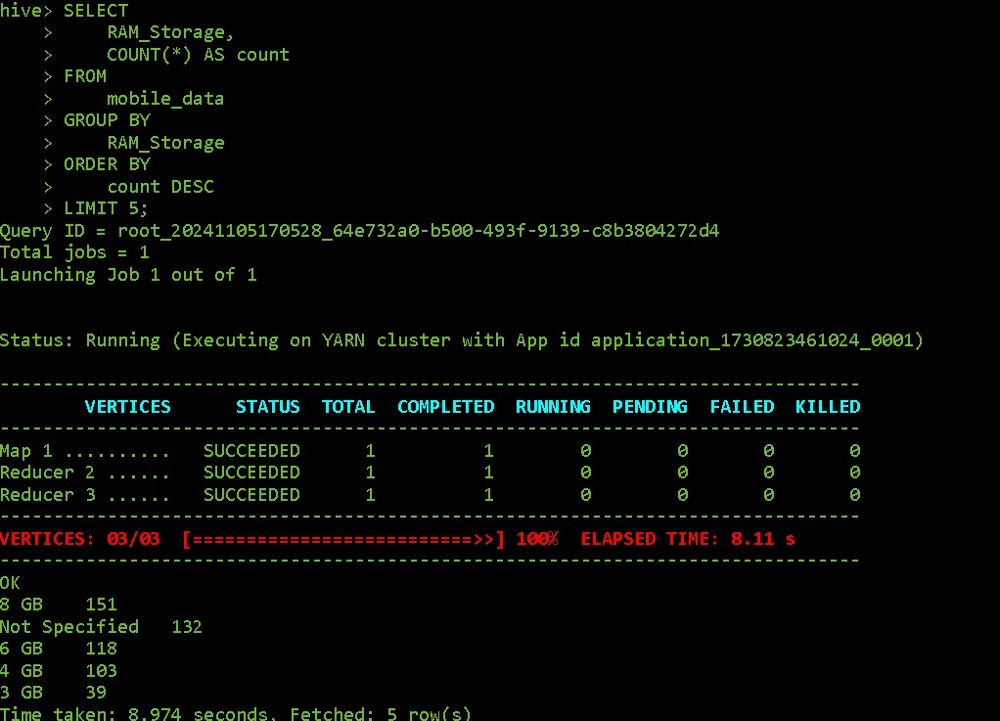 hive> SELECT
    >     RAM_Storage,
    >     COUNT(*) AS count
    > FROM
    >     mobile_data
    > GROUP BY
    >     RAM_Storage
    > ORDER BY
    >     count DESC
    > LIMIT 5;
Query ID = root_20241105170528_64e732a0-b500-493f-9139-c8b3804272d4
Total jobs = 1
Launching Job 1 out of 1
Status: Running (Executing on YARN cluster with App id application_1730823461024_0001)
--------------------------------------------------------------------------------
        VERTICES      STATUS  TOTAL  COMPLETED  RUNNING  PENDING  FAILED  KILLED
--------------------------------------------------------------------------------
Map 1 ..........   SUCCEEDED      1          1        0        0       0       0
Reducer 2 ......   SUCCEEDED      1          1        0        0       0       0
Reducer 3 ......   SUCCEEDED      1          1        0        0       0       0
--------------------------------------------------------------------------------
VERTICES: 03/03  [==========================>>] 100%  ELAPSED TIME: 8.11 s
--------------------------------------------------------------------------------
OK
8 GB    151
Not Specified   132
6 GB    118
4 GB    103
3 GB    39
Time taken: 8.974 seconds, Fetched: 5 row(s)